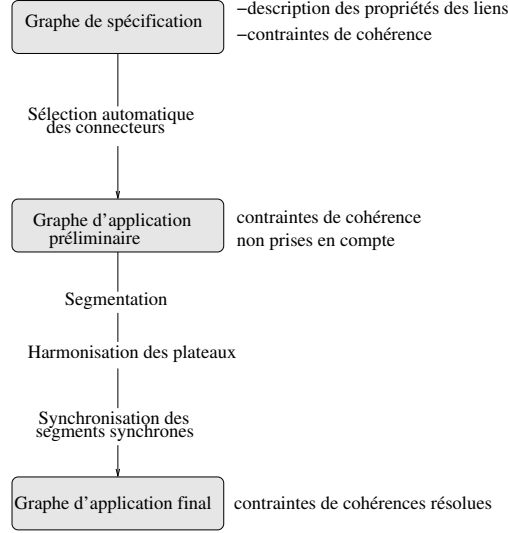 Graphe de spécification
−description des propriétés des liens
−contraintes de cohérence
Sélection automatique
des connecteurs
Graphe d'application
préliminaire
contraintes de cohérence
non prises en compte
Segmentation
Harmonisation des plateaux
Synchronisation des
segments synchrones
Graphe d'application final
contraintes de cohérences résolues